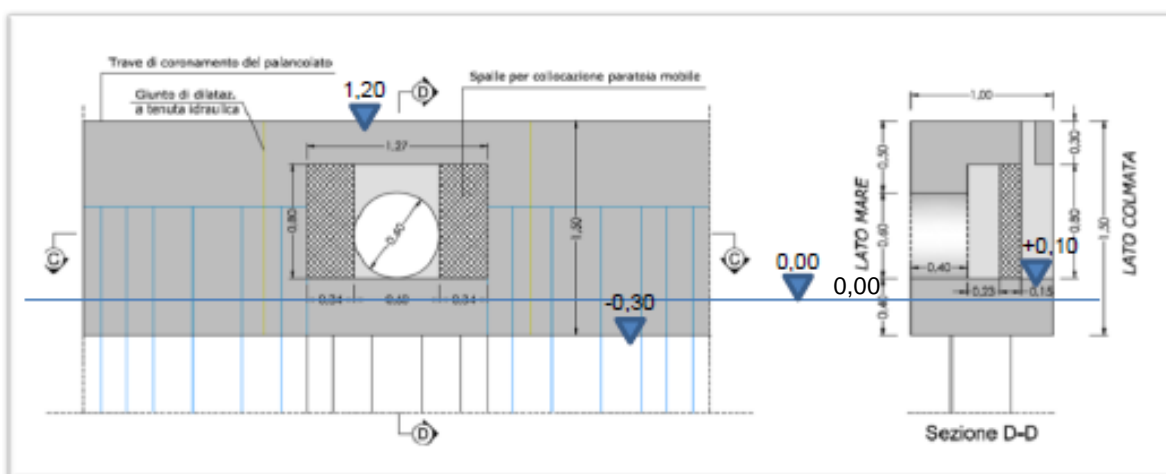 Trave di coronamento del palancolato
Giunto di dilataz.
a tenuta idraulica
1,20
D
Spalle per collocazione paratoia mobile
1,27
0,80
0,60
1,50
C
C
0,34
0,60
0,34
-0,30
0,00
D
1,00
0,50
0,30
LATO MARE
0,60
0,80
1,50
LATO COLMATA
+0,10
0,40
0,00
0,23
0,15
0,40
Sezione D-D